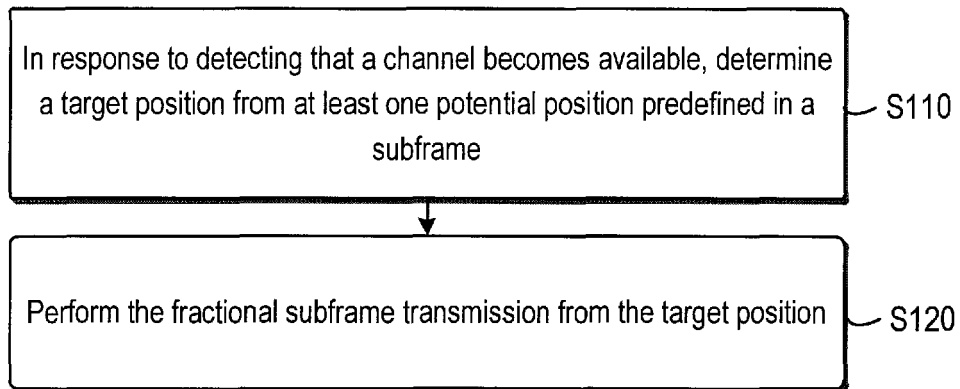 In response to detecting that a channel becomes available, determine
a target position from at least one potential position predefined in a
subframe
S110
Perform the fractional subframe transmission from the target position
S120